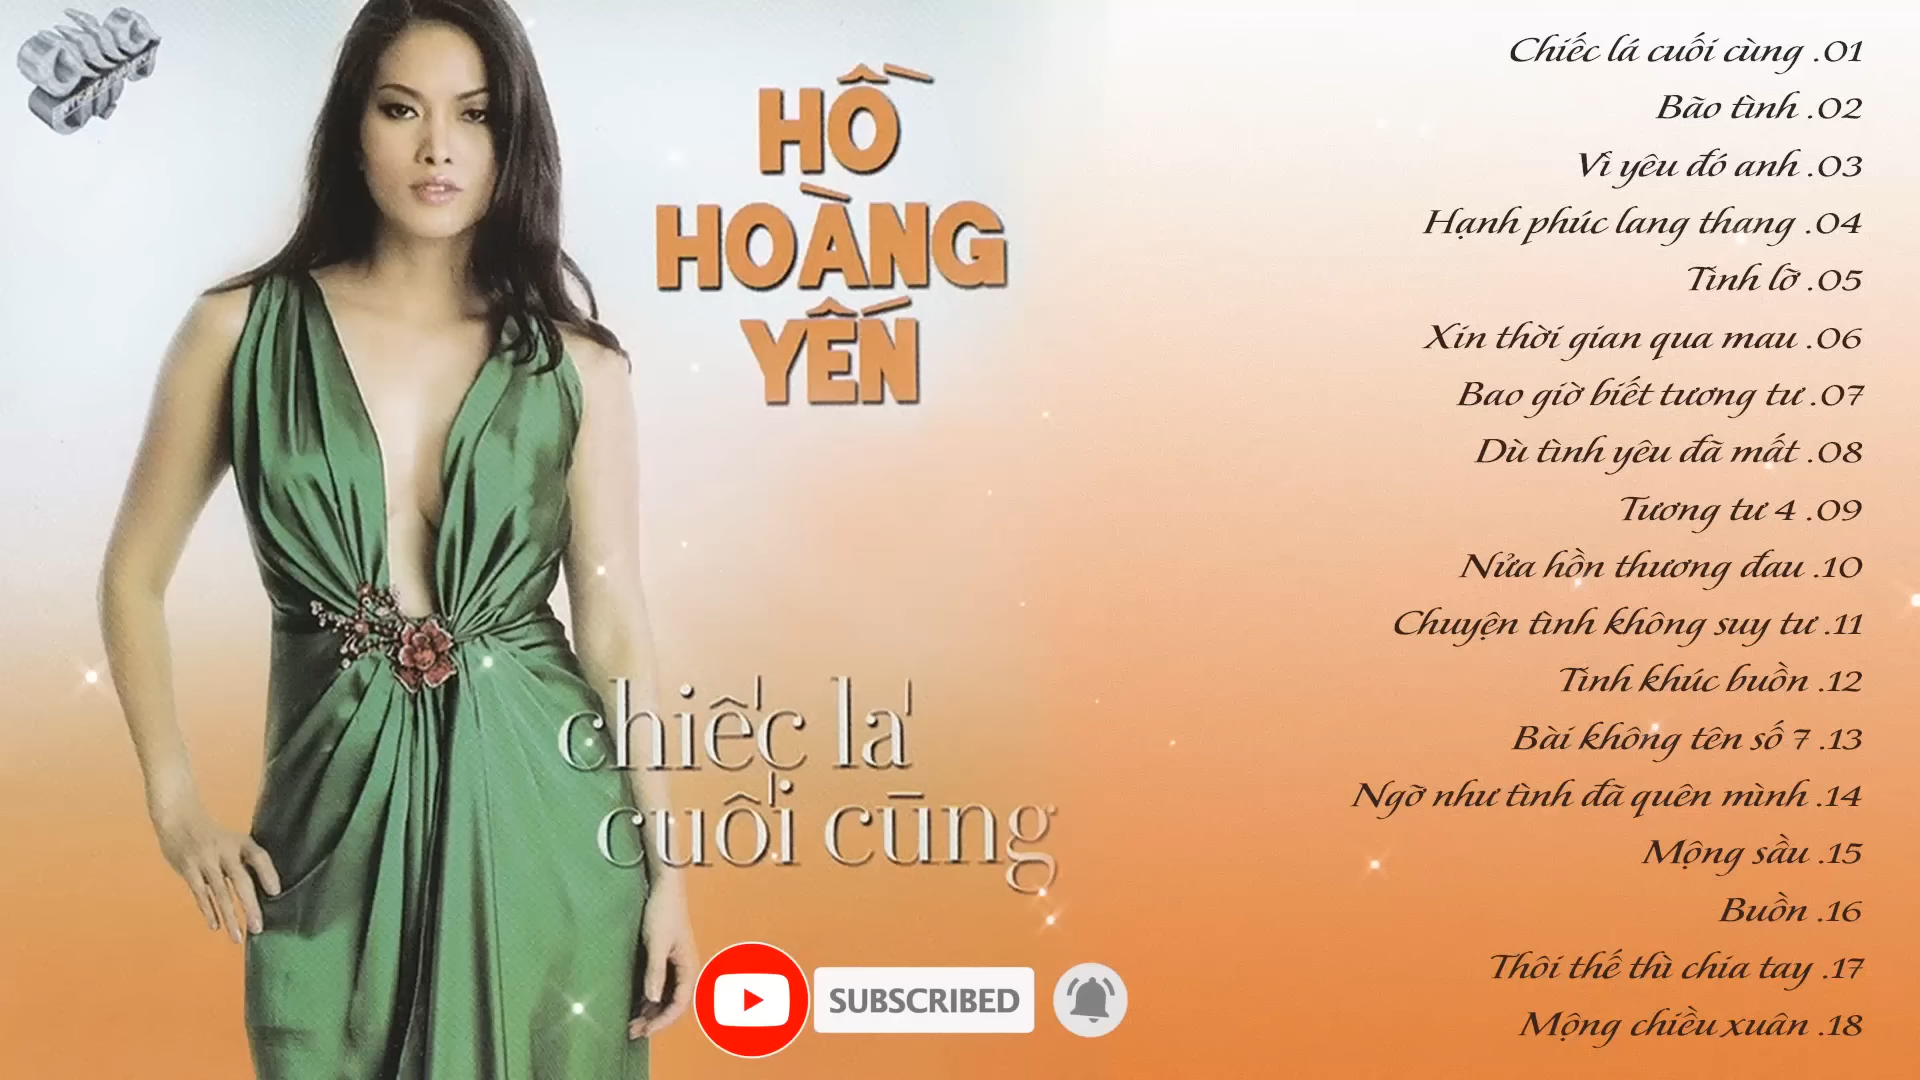 HỒ
HOÀNG
YẾN
chiếc lá
cuối cùng
SUBSCRIBED
Chiếc lá cuối cùng .01
Bão tình .02
Vì yêu đó anh .03
Hạnh phúc lang thang .04
Tình lỡ .05
Xin thời gian qua mau .06
Bao giờ biết tương tư .07
Dù tình yêu đã mất .08
Tương tư 4 .09
Nửa hồn thương đau .10
Chuyện tình không suy tư .11
Tình khúc buồn .12
Bài không tên số 7 .13
Ngỡ như tình đã quên mình .14
Mộng sầu .15
Buồn .16
Thôi thế thì chia tay .17
Mộng chiều xuân .18